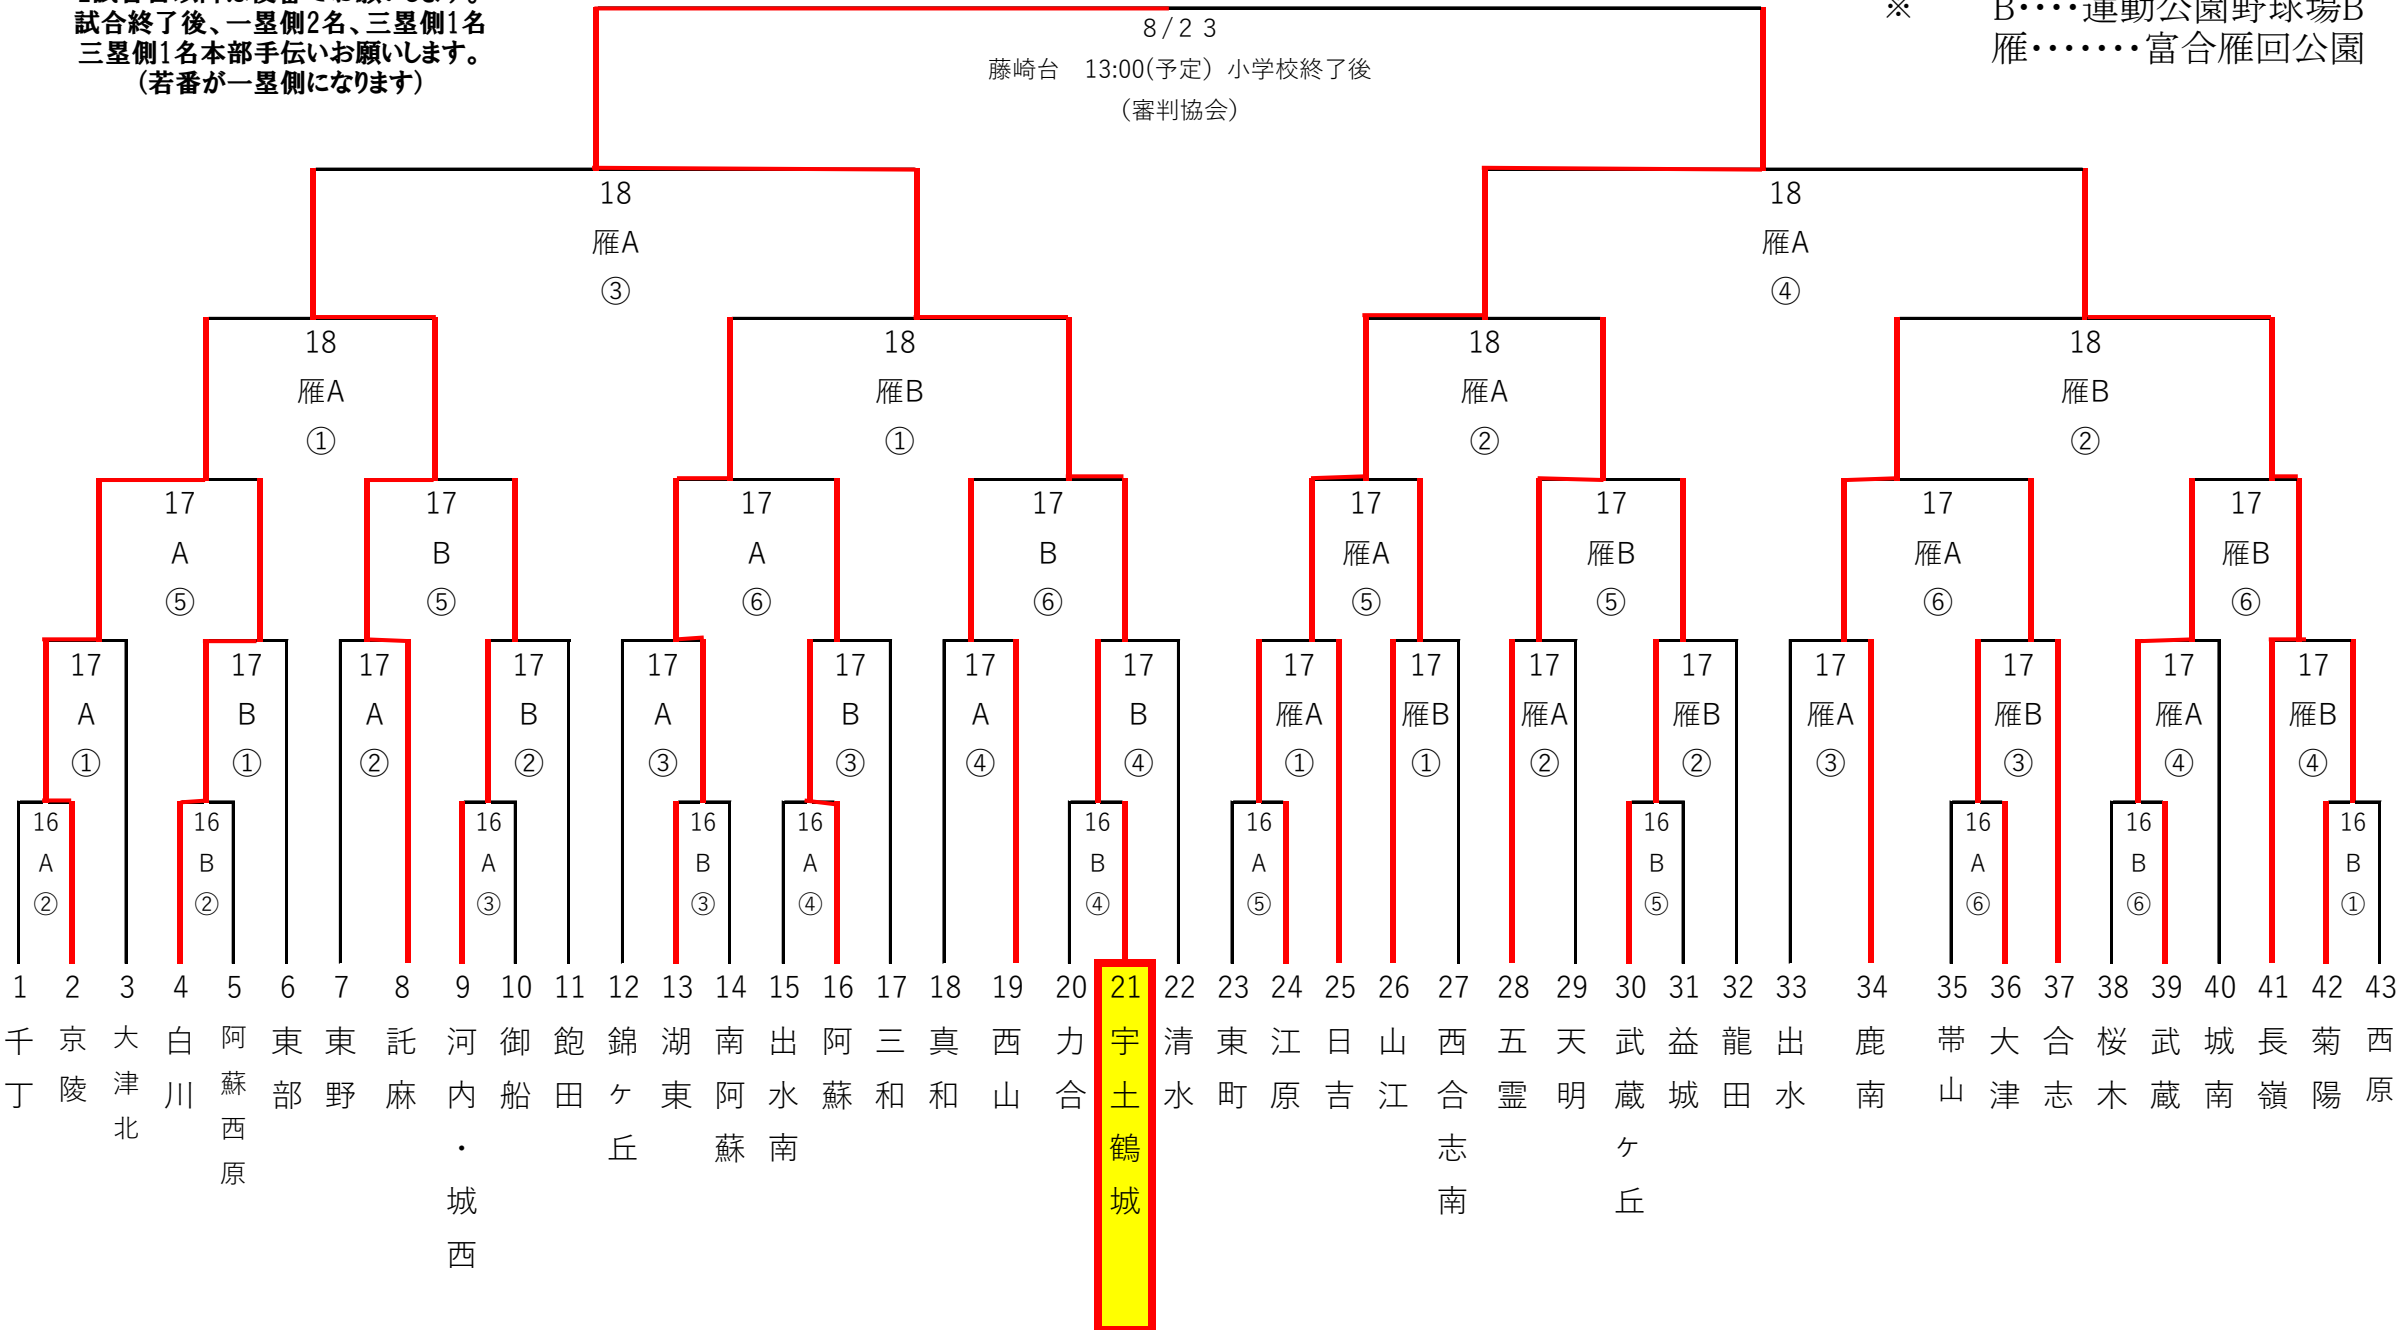 試合終了後、一塁側2名、三塁側1名
三塁側1名本部手伝いお願いします。
(若番が一塁側になります)
※ B‥‥運動公園野球場B
雁‥‥‥・富合雁回公園
8/23
藤崎台 13:00(予定) 小学校終了後
(審判協会)
18 雁A ③
18 雁A ④
18 雁A ①
18 雁B ①
18 雁A ②
18 雁B ②
17 A ⑤
17 B ⑤
17 A ⑥
17 B ⑥
17 雁A ⑤
17 雁B ⑤
17 雁A ⑥
17 雁B ⑥
17 A ①
17 B ①
17 A ②
17 B ②
17 A ③
17 B ③
17 A ④
17 B ④
17 雁A ①
17 雁B ①
17 雁A ②
17 雁B ②
17 雁A ③
17 雁B ③
17 雁A ④
17 雁B ④
16 A ②
16 B ②
16 A ③
16 B ③
16 A ④
16 B ④
16 A ⑤
16 B ⑤
16 A ⑥
16 B ⑥
16 B ①
1 千丁
2 京陵
3 大津北
4 白川
5 阿蘇西原
6 東部
7 東野
8 託麻
9 河内・城西
10 御船
11 飽田
12 錦ヶ丘
13 湖東
14 南阿蘇
15 出水南
16 阿蘇
17 三和
18 真和
19 西山
20 力合
21 宇土鶴城
22 清水
23 東町
24 江原
25 日吉
26 山江
27 西合志南
28 五霊
29 天明
30 武蔵ヶ丘
31 益城
32 龍田
33 出水
34 鹿南
35 帯山
36 大津
37 合志
38 桜木
39 武蔵
40 城南
41 長嶺
42 菊陽
43 西原